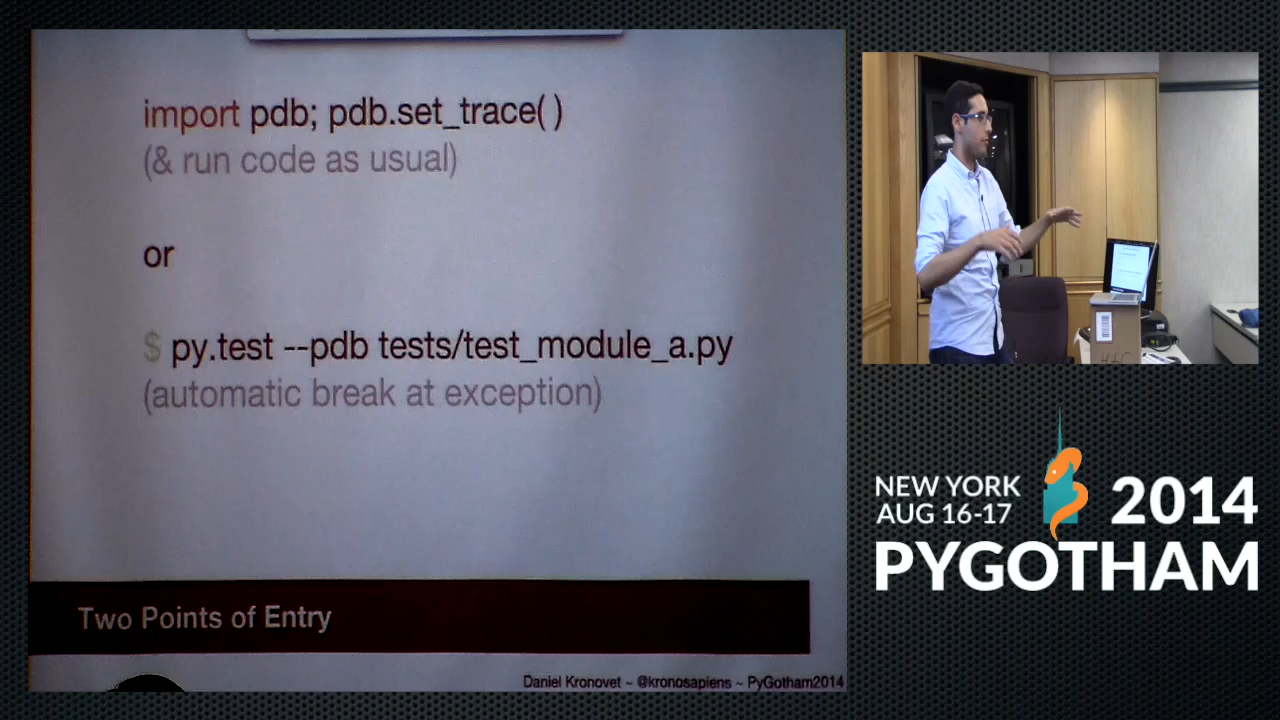 import pdb; pdb.set_trace( )
(& run code as usual)
or
$ py.test --pdb tests/test_module_a.py
(automatic break at exception)
Two Points of Entry
Daniel Kronovet ~ @kronosapiens ~ PyGotham2014
NEW YORK
AUG 16-17
2014
PYGOTHAM